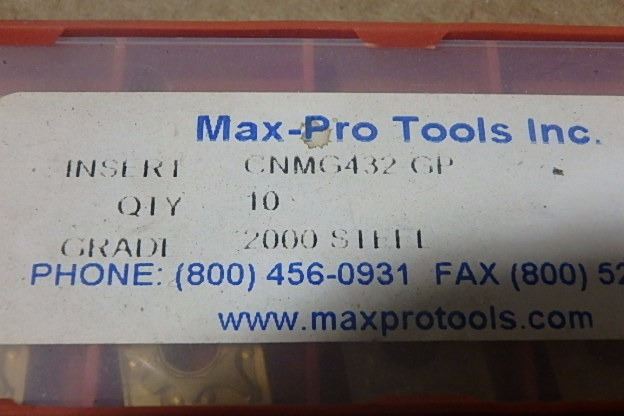 Max-Pro Tools Inc.
INSERT CNMG432 GP
QTY 10
GRADE 2000 STEEL
PHONE: (800) 456-0931 FAX (800) 52
www.maxprotools.com